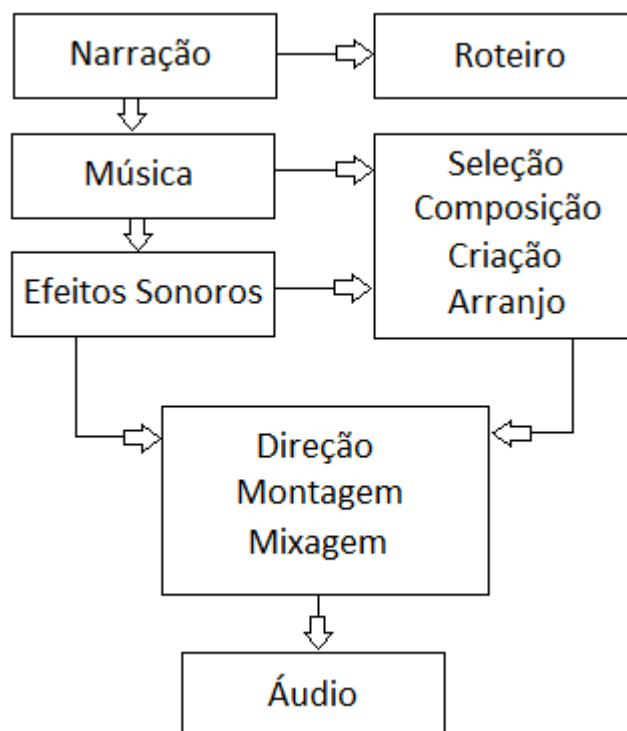 Narração
Roteiro
Música
Seleção
Composição
Criação
Arranjo
Efeitos Sonoros
Direção
Montagem
Mixagem
Áudio